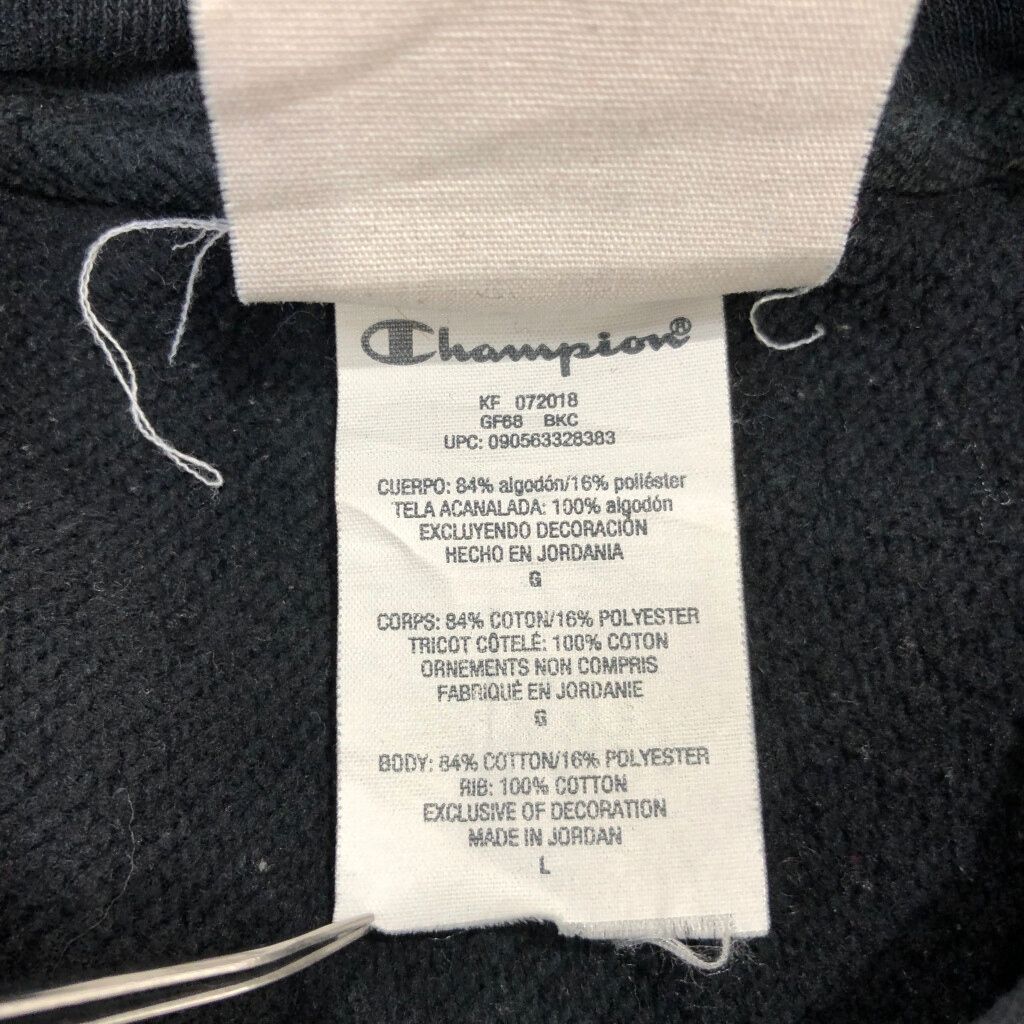 Champion®
KF 072018
GF68 BKC
UPC: 090563328383
CUERPO: 84% algodón/16% poliéster
TELA ACANALADA: 100% algodón
EXCLUYENDO DECORACIÓN
HECHO EN JORDANIA
G
CORPS: 84% COTON/16% POLYESTER
TRICOT CÔTELÉ: 100% COTON
ORNEMENTS NON COMPRIS
FABRIQUÉ EN JORDANIE
G
BODY: 84% COTTON/16% POLYESTER
RIB: 100% COTTON
EXCLUSIVE OF DECORATION
MADE IN JORDAN
L